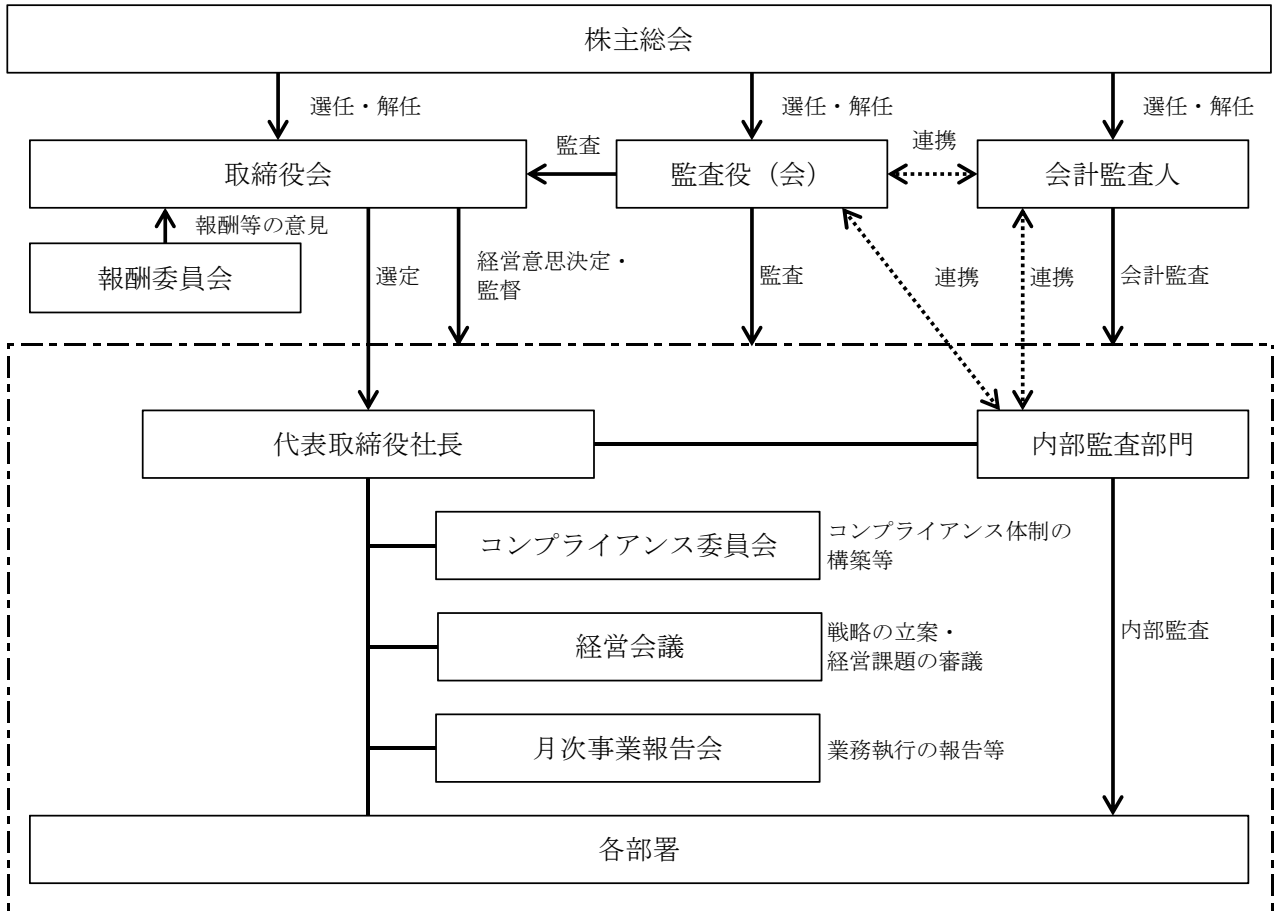 株主総会
選任・解任
選任・解任
選任・解任
取締役会
監査
監査役（会）
連携
会計監査人
報酬等の意見
報酬委員会
選定
経営意思決定・
監督
監査
連携
連携
会計監査
代表取締役社長
内部監査部門
コンプライアンス委員会
コンプライアンス体制の
構築等
経営会議
戦略の立案・
経営課題の審議
内部監査
月次事業報告会
業務執行の報告等
各部署